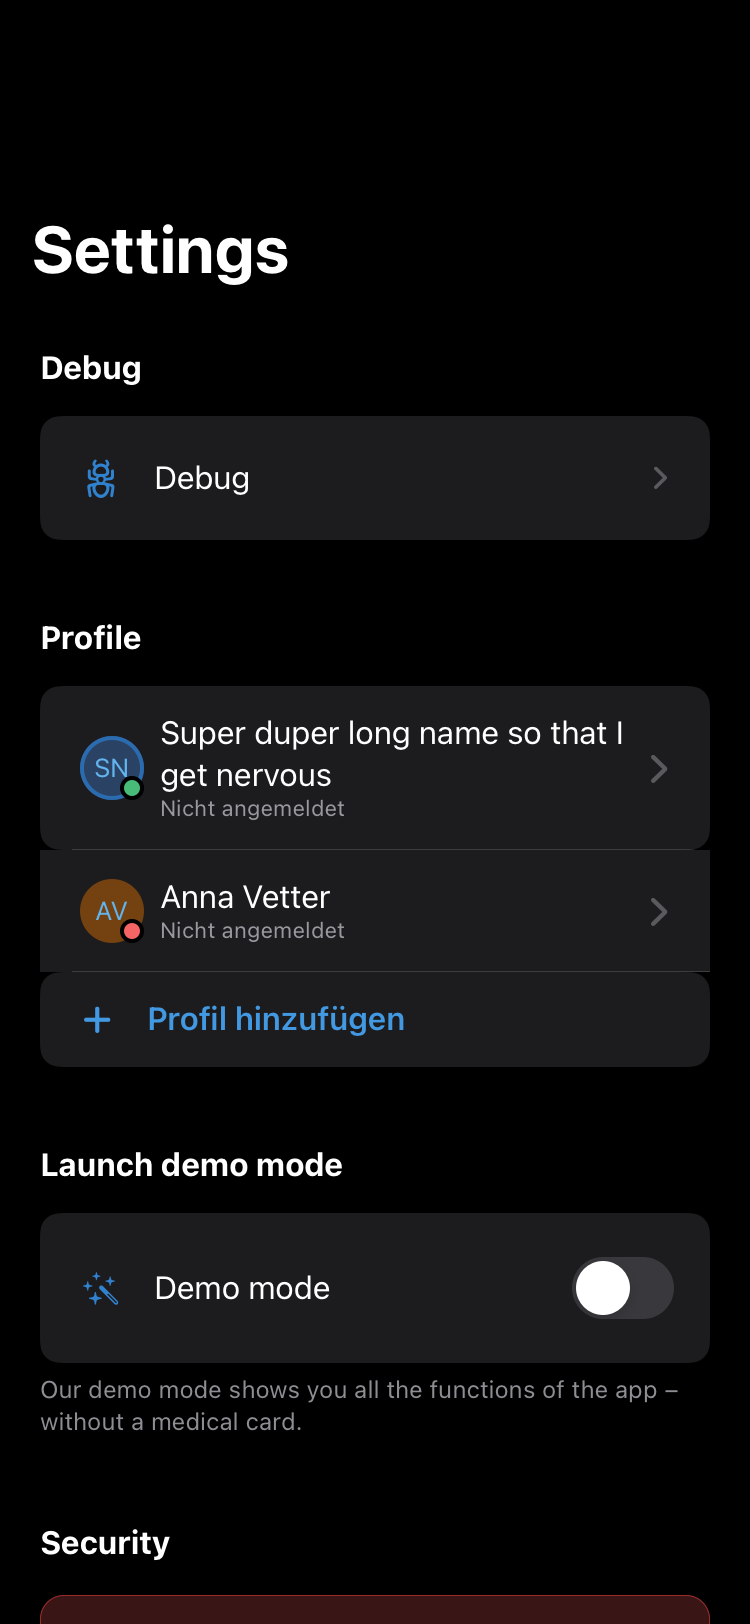 Settings
Debug
Debug
Profile
SN
Super duper long name so that I
get nervous
Nicht angemeldet
AV
Anna Vetter
Nicht angemeldet
Profil hinzufügen
Launch demo mode
Demo mode
Our demo mode shows you all the functions of the app –
without a medical card.
Security